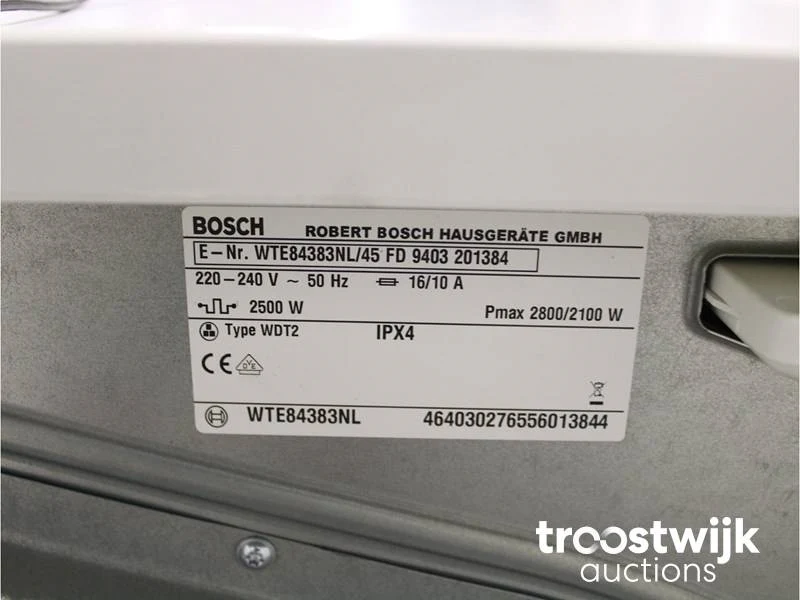 BOSCH ROBERT BOSCH HAUSGERÄTE GMBH
E-Nr. WTE84383NL/45 FD 9403 201384
220-240 V ~ 50 Hz 16/10 A
2500 W Pmax 2800/2100 W
Type WDT2 IPX4
CE DVE
WTE84383NL 464030276556013844
troostwijk
auctions